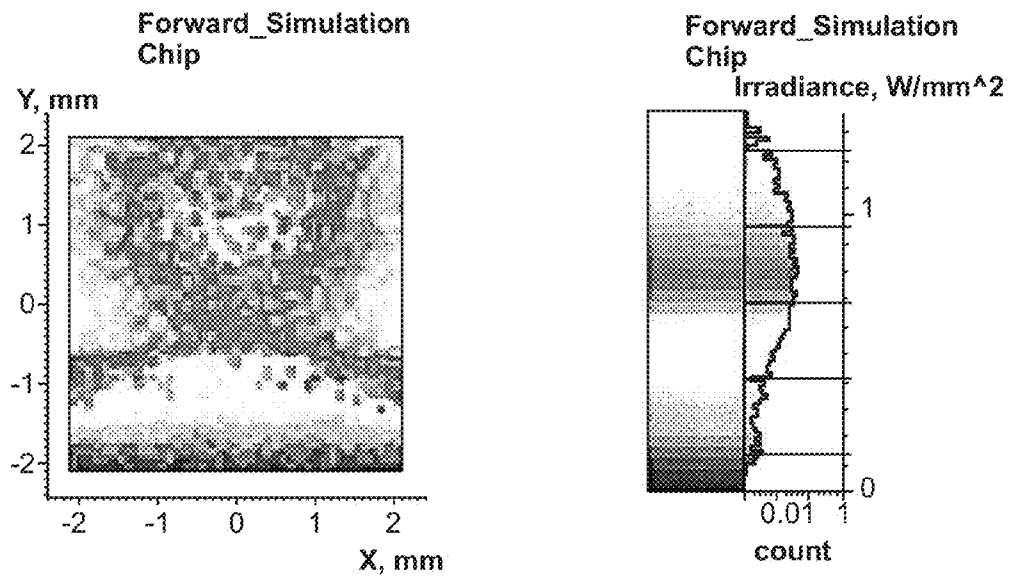 Forward_Simulation
Chip
Y, mm
2
1
0
-1
-2
-2 -1 0 1 2
X, mm
Forward_Simulation
Chip
Irradiance, W/mm^2
1
0
0.01 1
count